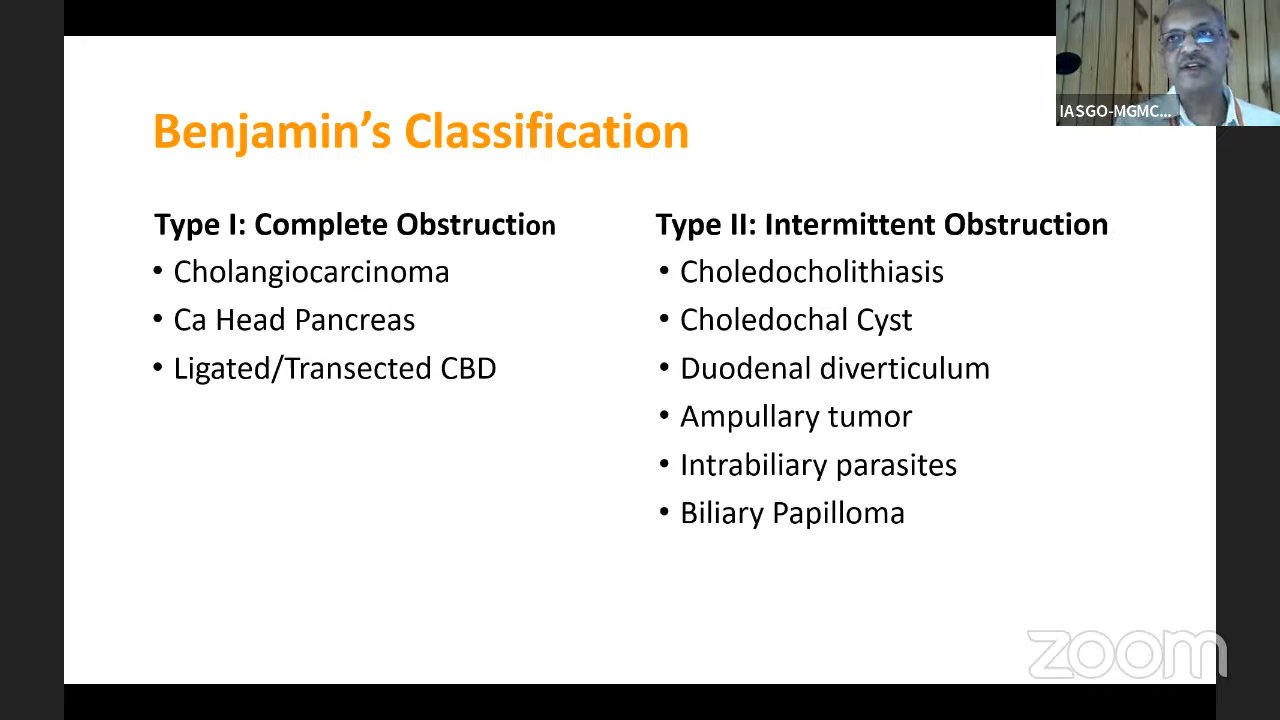 IASGO-MGMC...
Benjamin's Classification
Type I: Complete Obstruction
• Cholangiocarcinoma
• Ca Head Pancreas
• Ligated/Transected CBD
Type II: Intermittent Obstruction
• Choledocholithiasis
• Choledochal Cyst
• Duodenal diverticulum
• Ampullary tumor
• Intrabiliary parasites
• Biliary Papilloma
zoom